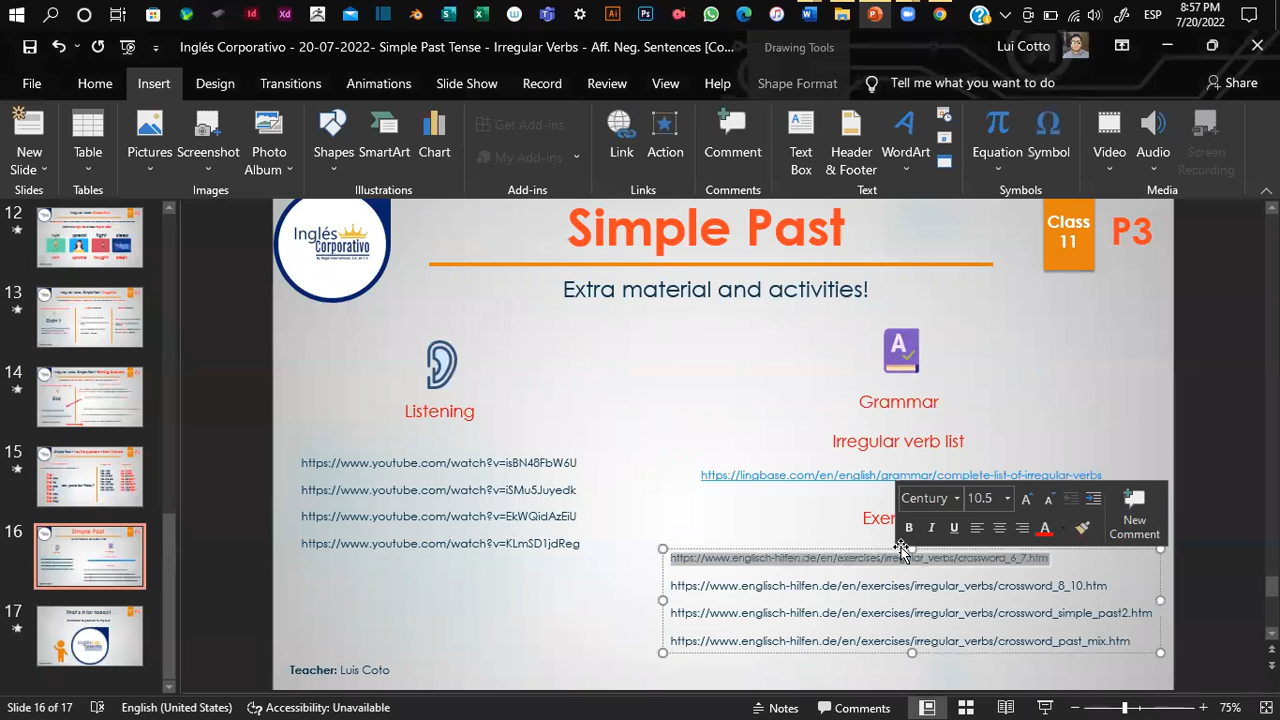 8:57 PM
ESP
7/20/2022
Inglés Corporativo - 20-07-2022- Simple Past Tense - Irregular Verbs - Aff. Neg. Sentences [Co...
Drawing Tools
Lui Cotto
File
Home
Insert
Design
Transitions
Animations
Slide Show
Record
Review
View
Help
Shape Format
Tell me what you want to do
Share
New Slide
Table
Pictures
Screenshot
Photo Album
Shapes
SmartArt
Chart
Get Add-ins
My Add-ins
Link
Action
Comment
Text Box
Header & Footer
WordArt
Equation
Symbol
Video
Audio
Screen Recording
Slides
Tables
Images
Illustrations
Add-ins
Links
Comments
Text
Symbols
Media
12
13
14
15
16
17
Simple Past
That's it for today!
Inglés
Corporativo
Simple Past
Class
11
P3
Extra material and activities!
Listening
https://www.youtube.com/watch?v=isBN48FbW6U
https://www.youtube.com/watch?v=iSMu5Juyedk
https://www.youtube.com/watch?v=EkWQidAzEiU
https://www.youtube.com/watch?v=KLmSD1jdReg
Grammar
Irregular verb list
https://lingbase.com/en/english/grammar/complete-list-of-irregular-verbs
Exer
Century
10.5
B I U
A
New
Comment
https://www.englisch-hilfen.de/en/exercises/irregular_verbs/crossword_6_7.htm
https://www.englisch-hilfen.de/en/exercises/irregular_verbs/crossword_8_10.htm
https://www.englisch-hilfen.de/en/exercises/irregular_verbs/crossword_simple_past2.htm
https://www.englisch-hilfen.de/en/exercises/irregular_verbs/crossword_past_mix.htm
Teacher: Luis Coto
Slide 16 of 17
English (United States)
Accessibility: Unavailable
Notes
Comments
75%